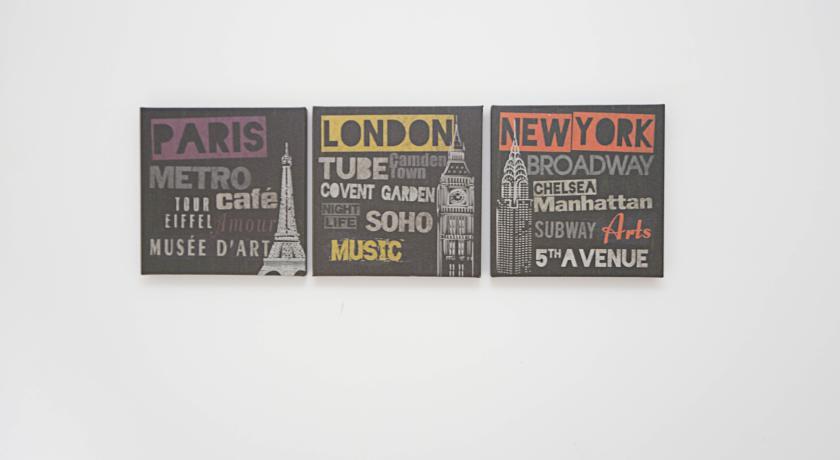 PARIS
METRO
café
TOUR
EIFFEL
Amour
MUSÉE D'ART
LONDON
TUBE
Camden
Town
COVENT GARDEN
NIGHT
LIFE
SOHO
MUSIC
NEW YORK
BROADWAY
CHELSEA
Manhattan
SUBWAY
Arts
5TH AVENUE